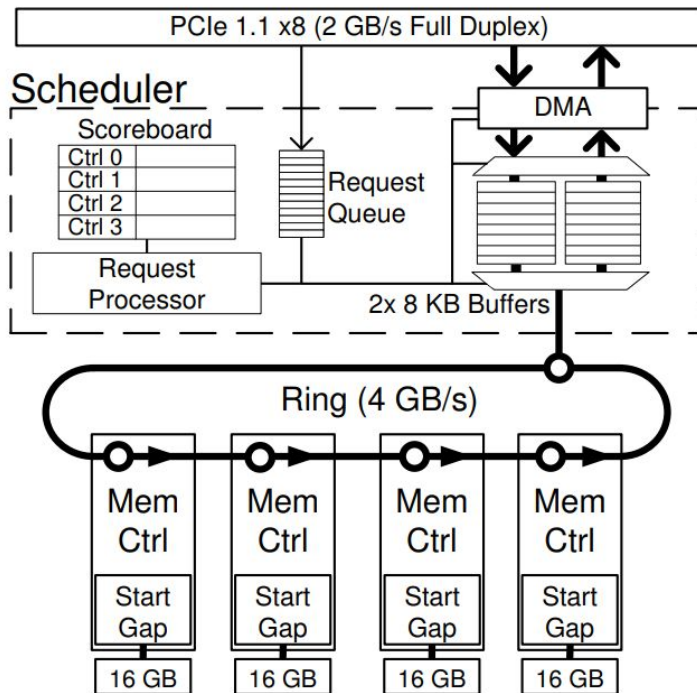 PCIe 1.1 x8 (2 GB/s Full Duplex)
Scheduler
DMA
Scoreboard
Ctrl 0
Ctrl 1
Ctrl 2
Ctrl 3
Request
Queue
Request
Processor
2x 8 KB Buffers
Ring (4 GB/s)
Mem
Ctrl
Mem
Ctrl
Mem
Ctrl
Mem
Ctrl
Start
Gap
Start
Gap
Start
Gap
Start
Gap
16 GB
16 GB
16 GB
16 GB